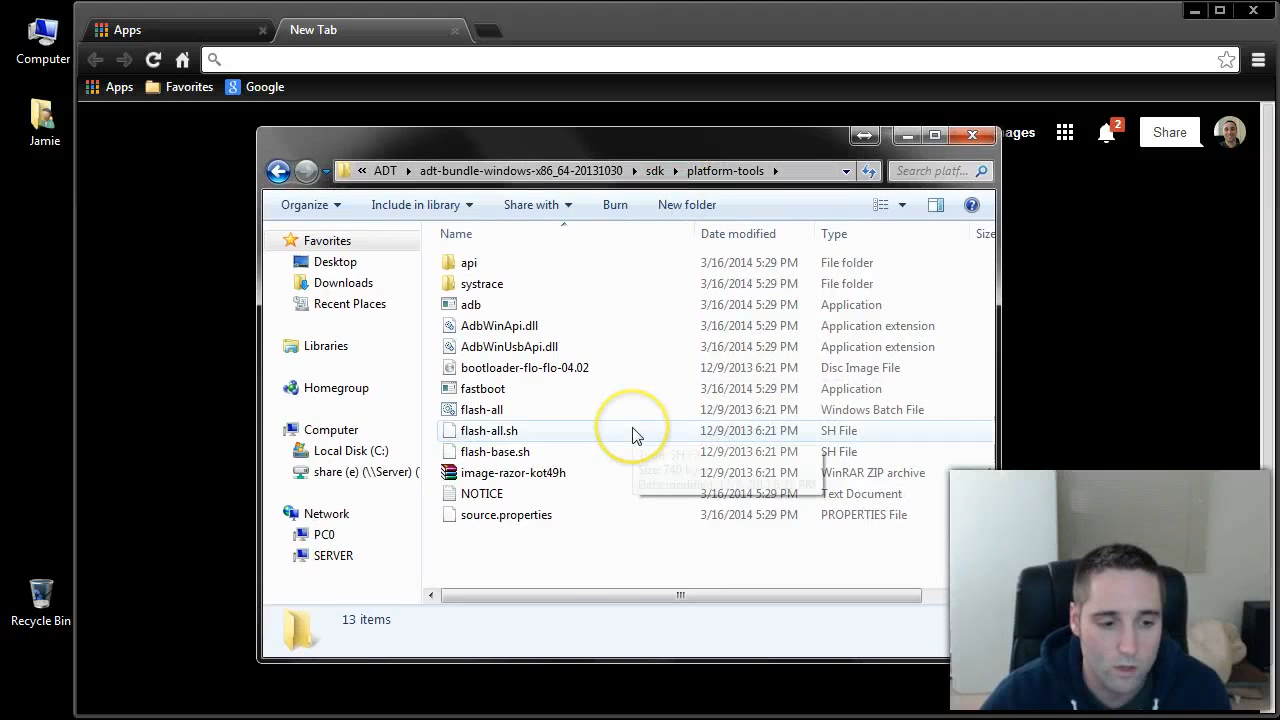 Apps
New Tab
Computer
Apps
Favorites
Google
Jamie
ages
2
Share
« ADT
adt-bundle-windows-x86_64-20131030
sdk
platform-tools
Search platf...
Organize
Include in library
Share with
Burn
New folder
Name
Date modified
Type
Size
Favorites
Desktop
Downloads
Recent Places
Libraries
Homegroup
Computer
Local Disk (C:)
share (e) (\\Server) (
Network
PC0
SERVER
api 3/16/2014 5:29 PM File folder
systrace 3/16/2014 5:29 PM File folder
adb 3/16/2014 5:29 PM Application
AdbWinApi.dll 3/16/2014 5:29 PM Application extension
AdbWinUsbApi.dll 3/16/2014 5:29 PM Application extension
bootloader-flo-flo-04.02 12/9/2013 6:21 PM Disc Image File
fastboot 3/16/2014 5:29 PM Application
flash-all 12/9/2013 6:21 PM Windows Batch File
flash-all.sh 12/9/2013 6:21 PM SH File
flash-base.sh 12/9/2013 6:21 PM SH File
image-razor-kot49h 12/9/2013 6:21 PM WinRAR ZIP archive
NOTICE 3/16/2014 5:29 PM Text Document
source.properties 3/16/2014 5:29 PM PROPERTIES File
13 items
Recycle Bin